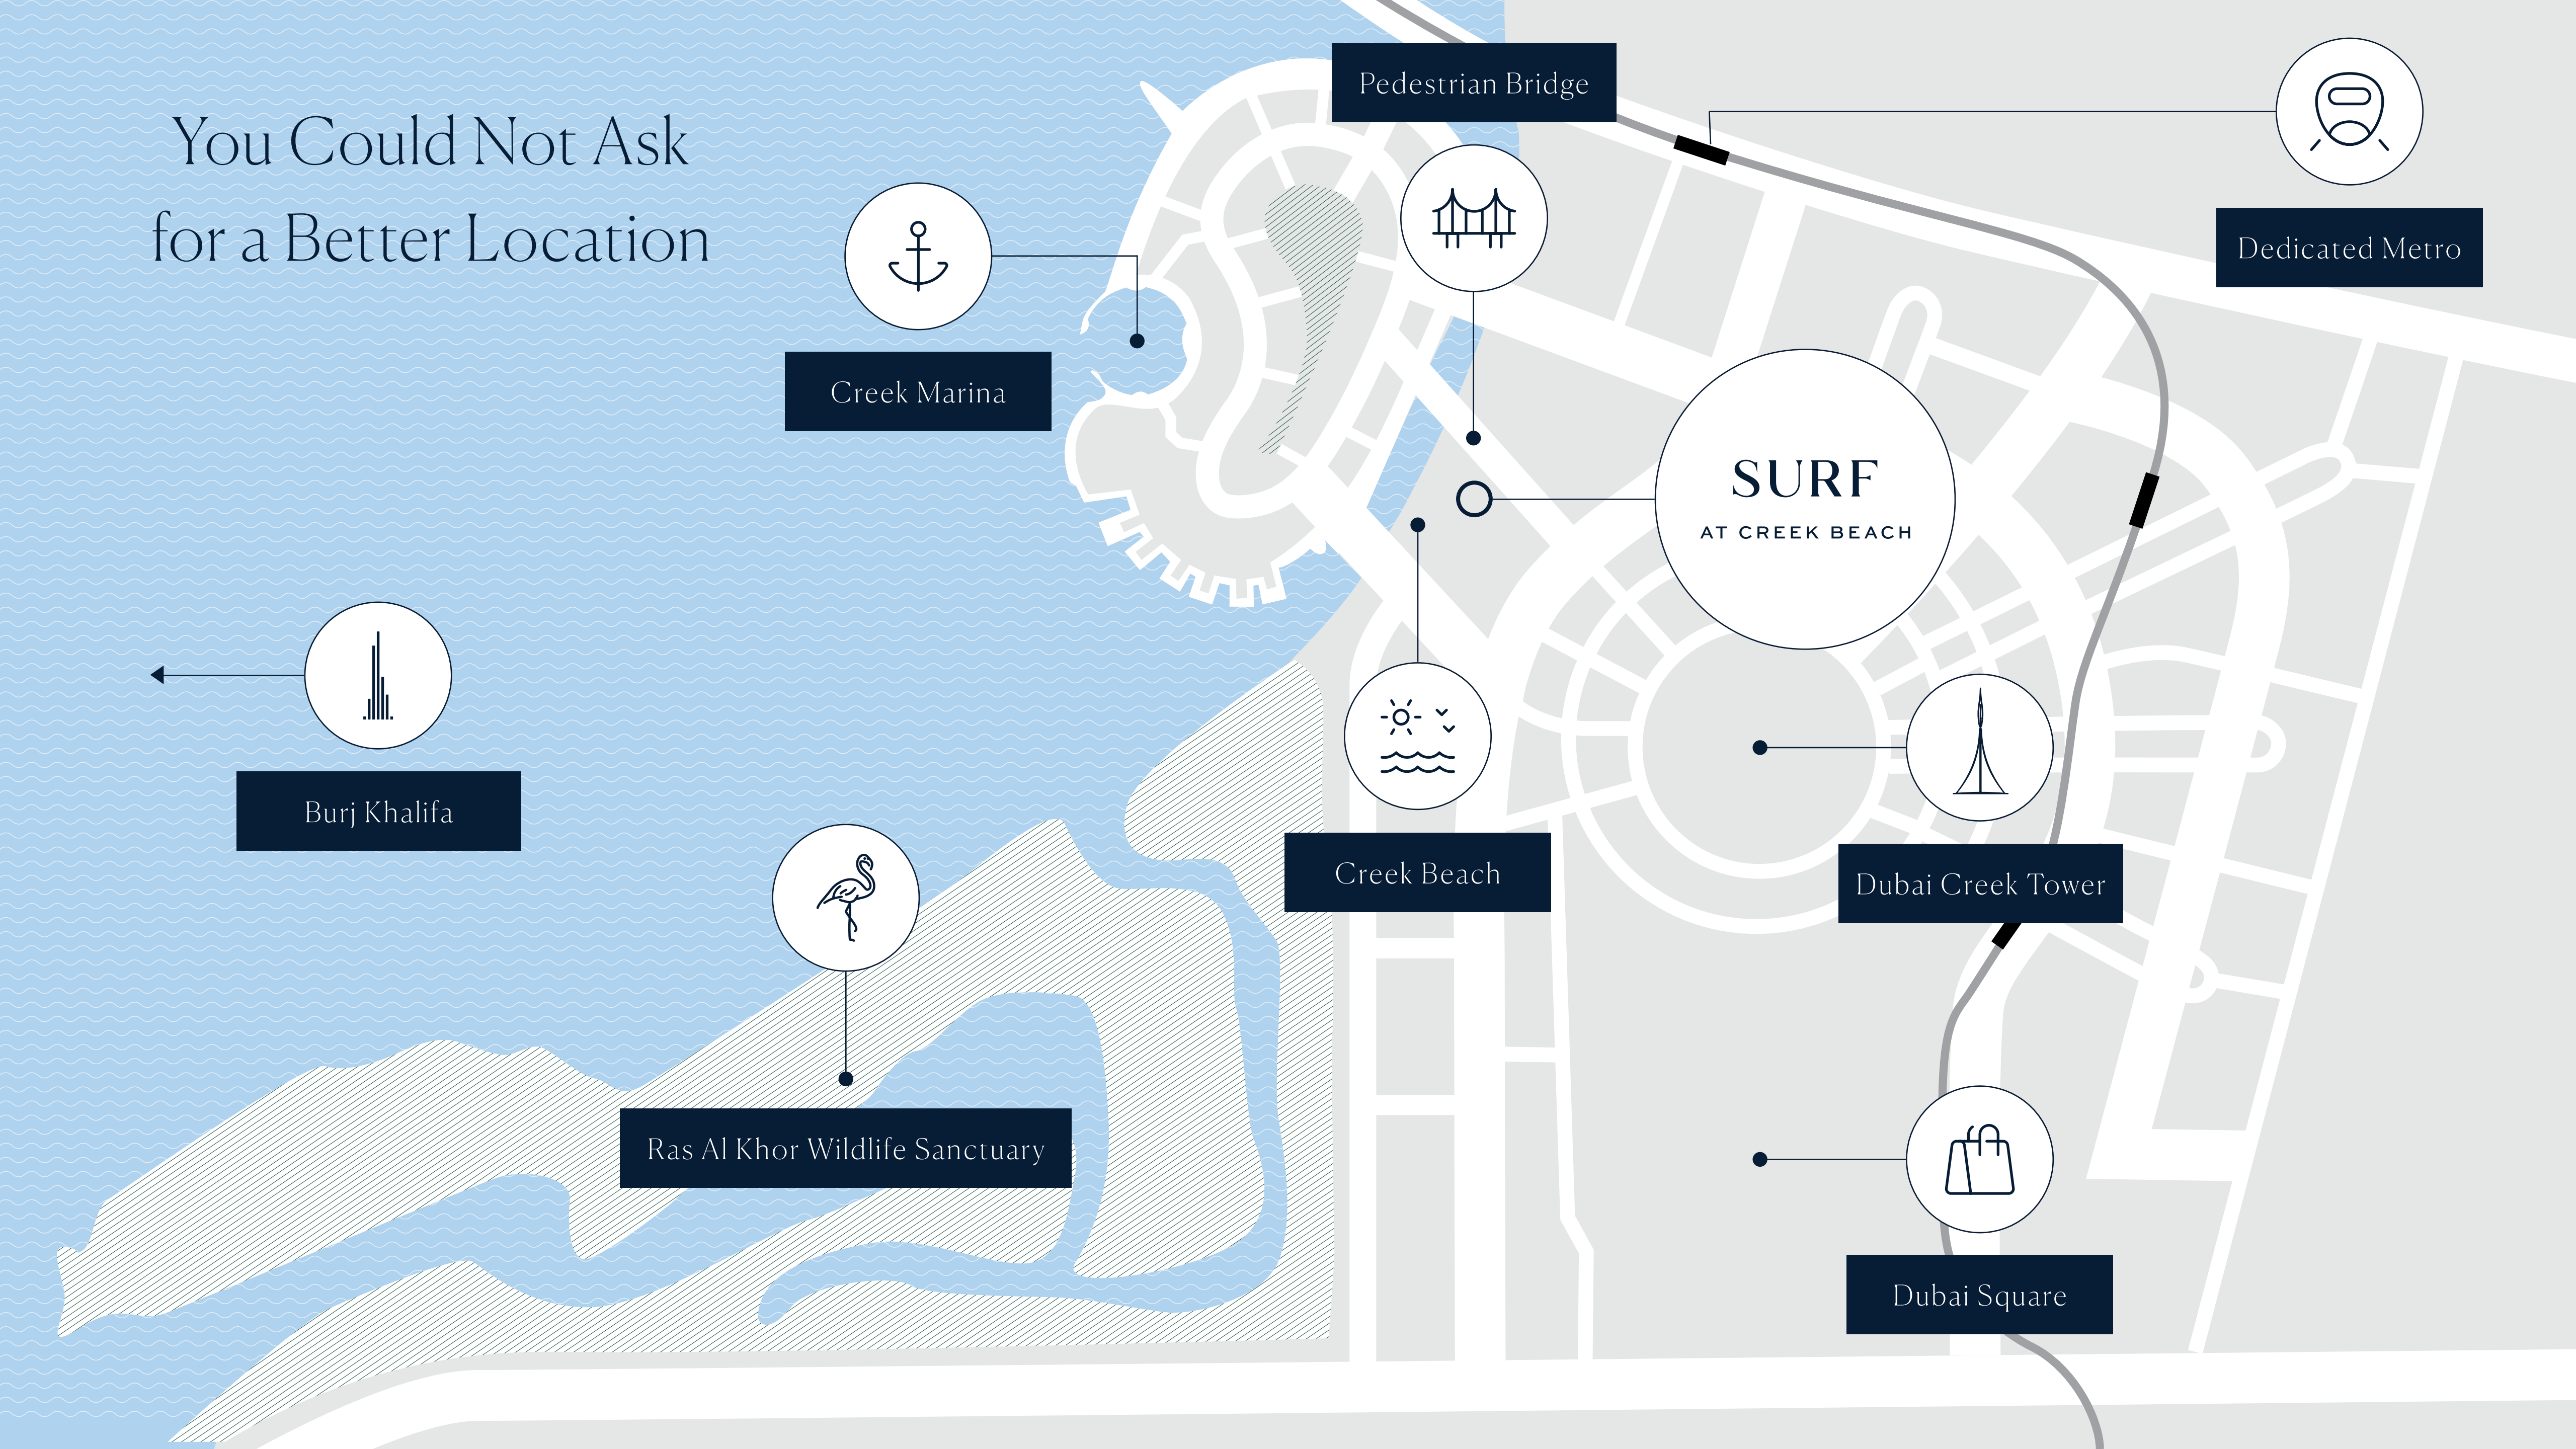 You Could Not Ask
for a Better Location
Pedestrian Bridge
Dedicated Metro
Creek Marina
SURF
AT CREEK BEACH
Burj Khalifa
Creek Beach
Dubai Creek Tower
Ras Al Khor Wildlife Sanctuary
Dubai Square